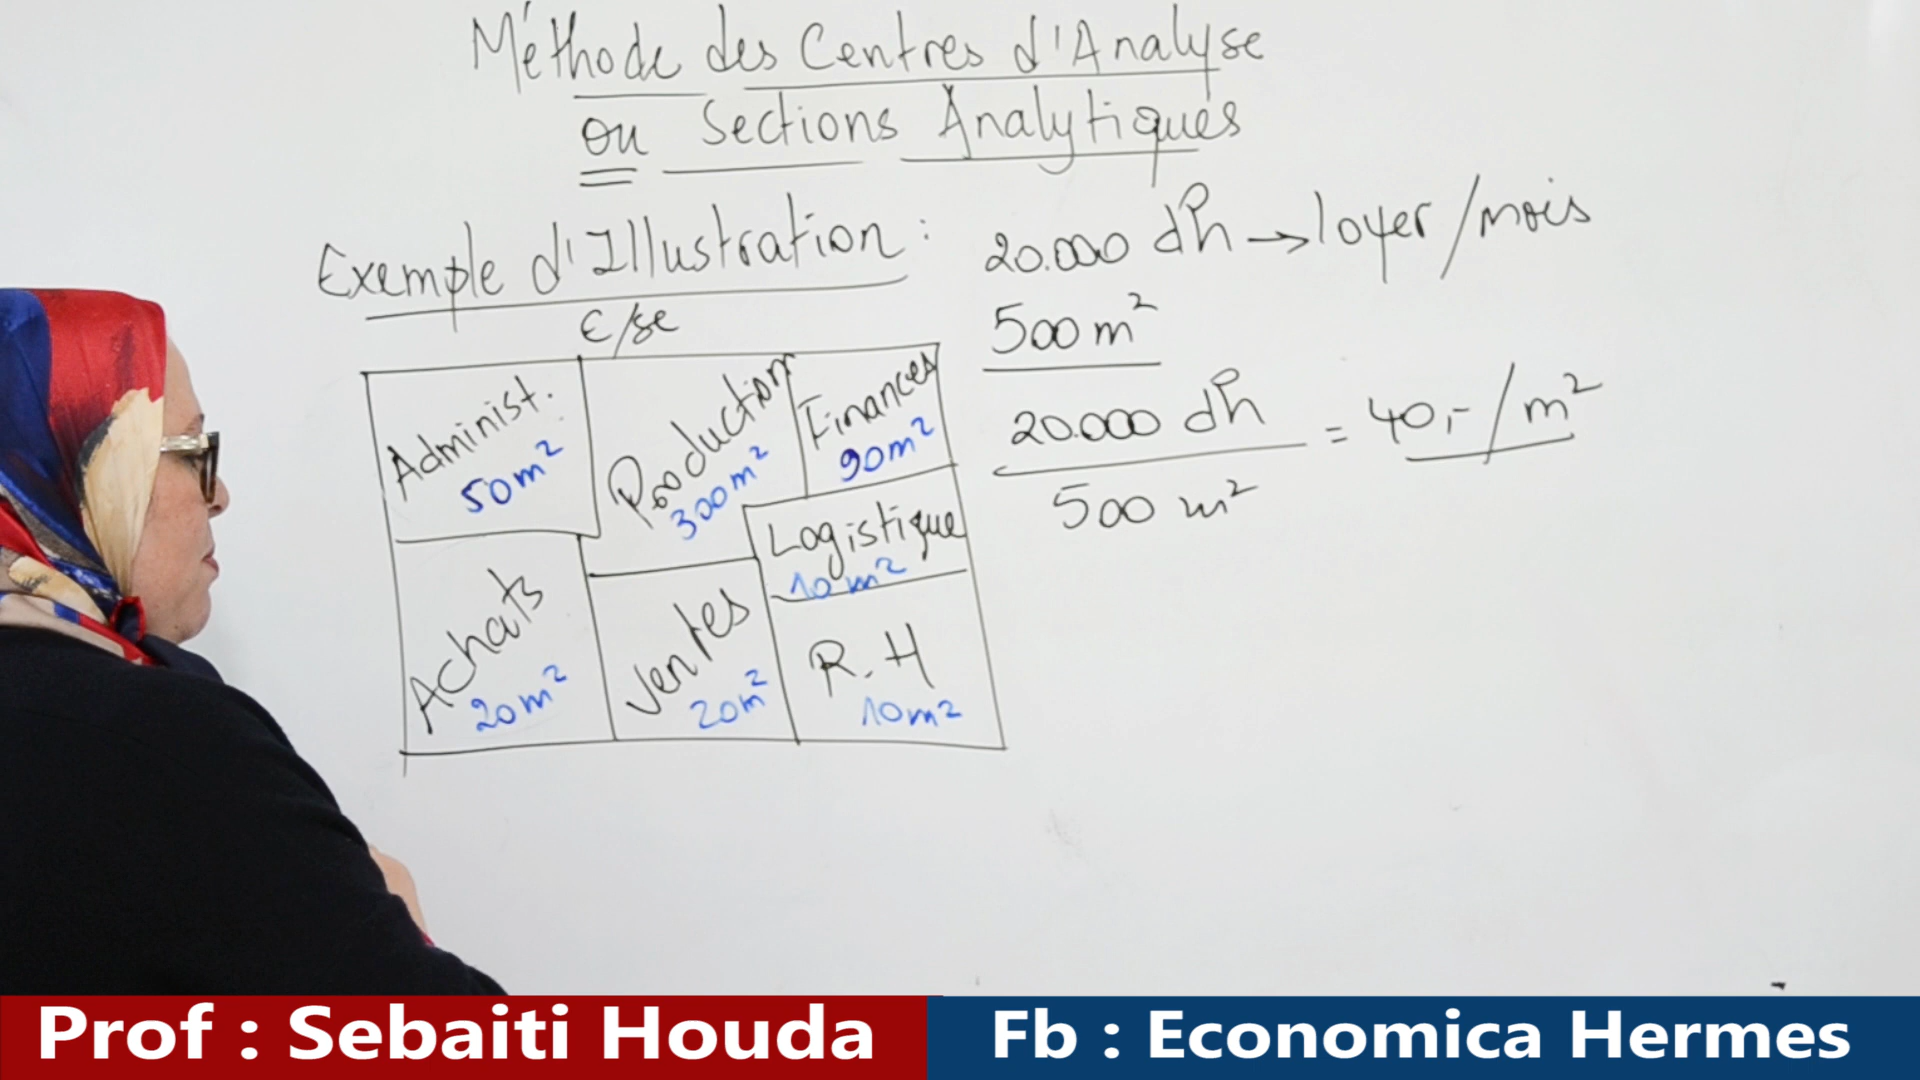 Méthode des Centres d'Analyse
ou Sections Analytiques
Exemple d'Illustration :
20.000 dh → loyer/mois
500 m²
E/se
Administ.
50m²
Production
300m²
Finances
90m²
20.000 dh
500 m²
= 40,-/m²
Logistique
10m²
Achats
20m²
Ventes
20m²
R.H
10m²
Prof : Sebaiti Houda
Fb : Economica Hermes